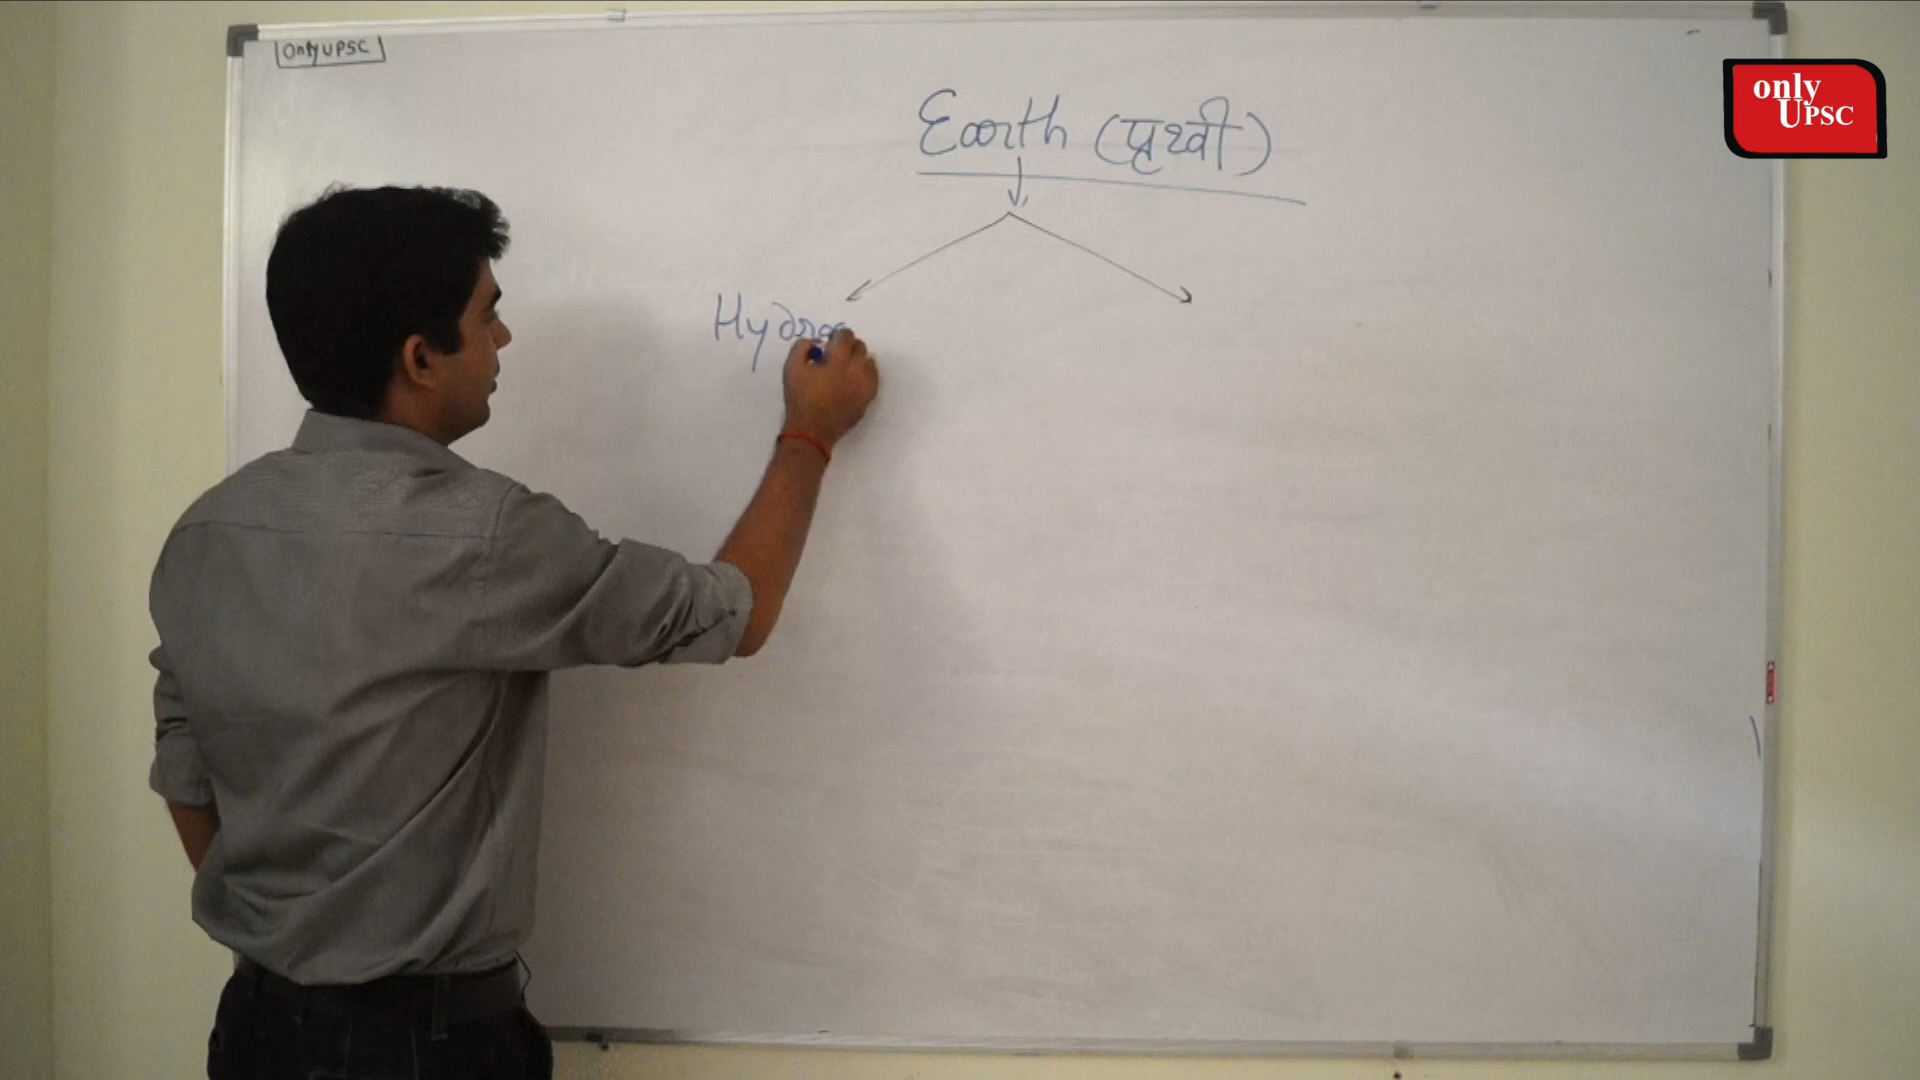 OnlyUPSC
only
UPSC
Earth (पृथ्वी)
Hydro